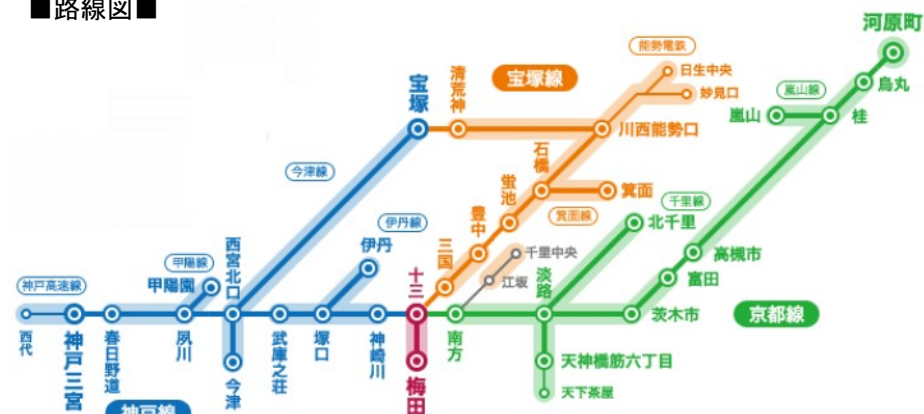 ■路線図■
河原町
能勢電鉄
日生中央
妙見口
宝塚線
清荒神
宝塚
川西能勢口
嵐山線
嵐山
桂
烏丸
石橋
箕面
箕面線
今津線
蛍池
豊中
三国
千里線
北千里
伊丹線
伊丹
千里中央
江坂
淡路
高槻市
富田
西宮北口
甲陽線
甲陽園
神戸高速線
十三
茨木市
京都線
西代
神戸三宮
春日野道
夙川
武庫之荘
塚口
神崎川
南方
今津
梅田
天神橋筋六丁目
天下茶屋
神戸線